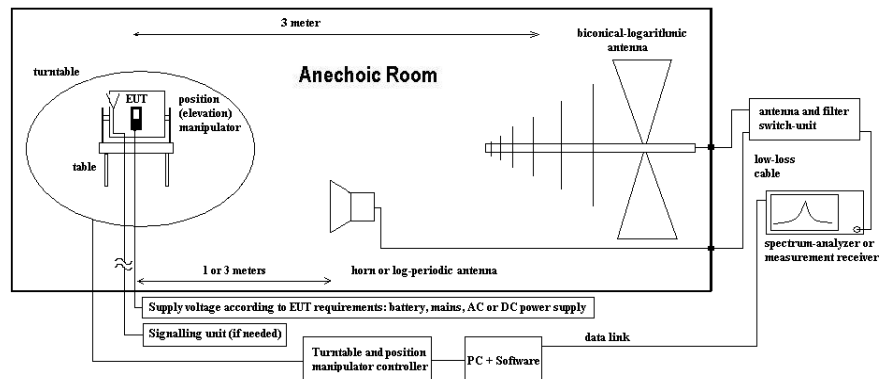 3 meter
biconical-logarithmic
antenna
turntable
Anechoic Room
EUT
position
(elevation)
manipulator
antenna and filter
switch-unit
table
low-loss
cable
spectrum-analyzer or
measurement receiver
1 or 3 meters
horn or log-periodic antenna
Supply voltage according to EUT requirements: battery, mains, AC or DC power supply
Signalling unit (if needed)
data link
Turntable and position
manipulator controller
PC + Software